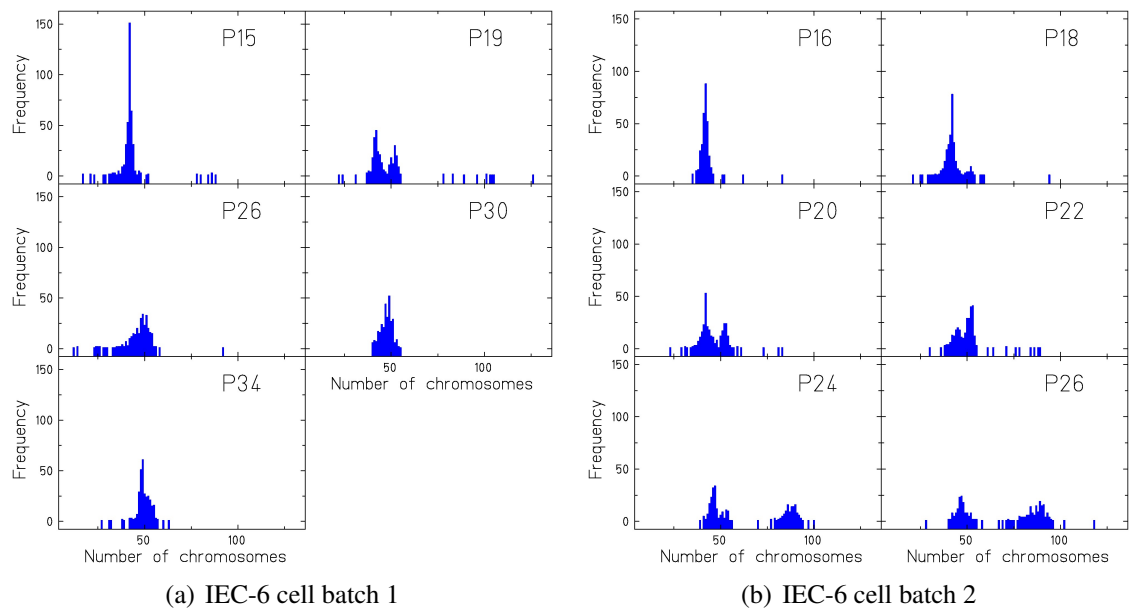 150
100
50
0
Frequency
P15
P19
150
100
50
0
Frequency
P26
P30
50
100
Number of chromosomes
150
100
50
0
Frequency
P34
50
100
Number of chromosomes
(a) IEC-6 cell batch 1
150
100
50
0
Frequency
P16
P18
150
100
50
0
Frequency
P20
P22
150
100
50
0
Frequency
P24
P26
50
100
50
100
Number of chromosomes
Number of chromosomes
(b) IEC-6 cell batch 2